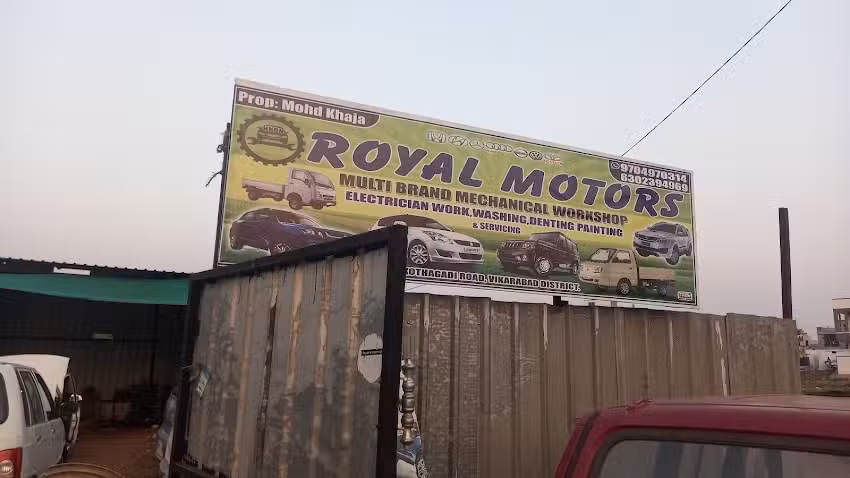 Prop: Mohd Khaja
ROYAL MOTORS
9704970314
6302394969
MULTI BRAND MECHANICAL WORKSHOP
ELECTRICIAN WORK,WASHING,DENTING PAINTING
& SERVICING
KOTHAGADI ROAD, VIKARABAD DISTRICT.